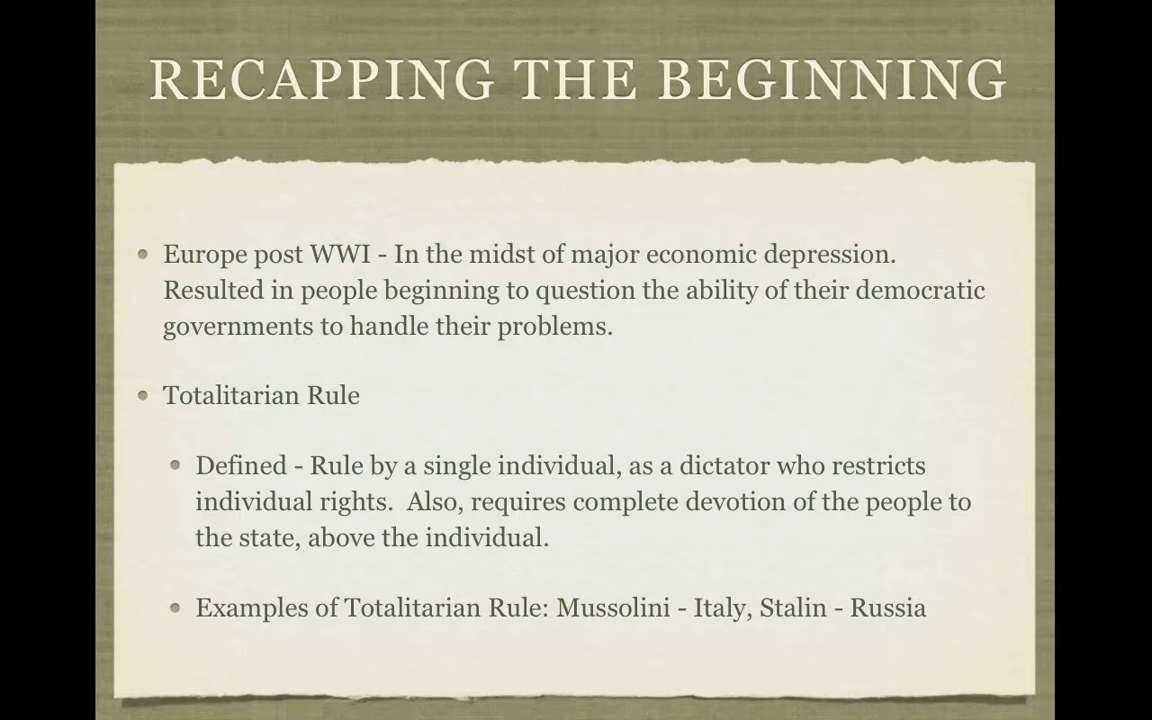 RECAPPING THE BEGINNING
• Europe post WWI - In the midst of major economic depression.
Resulted in people beginning to question the ability of their democratic
governments to handle their problems.
• Totalitarian Rule
• Defined - Rule by a single individual, as a dictator who restricts
individual rights.  Also, requires complete devotion of the people to
the state, above the individual.
• Examples of Totalitarian Rule: Mussolini - Italy, Stalin - Russia